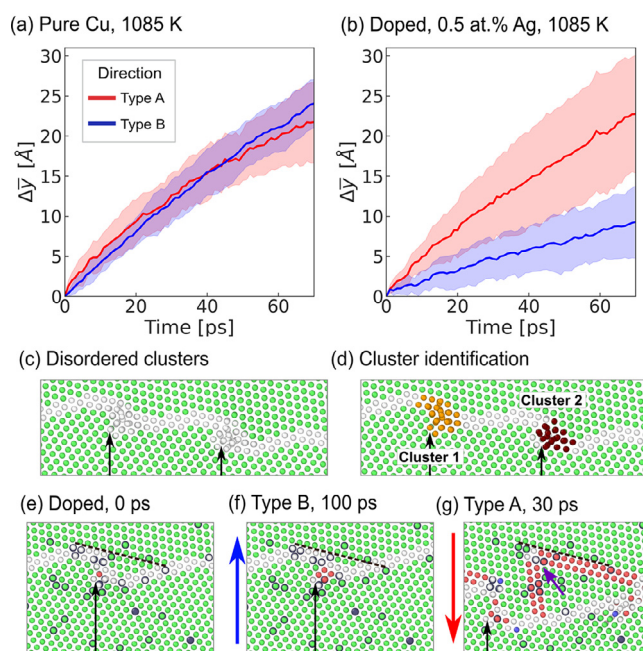 (a) Pure Cu, 1085 K
(b) Doped, 0.5 at.% Ag, 1085 K
30
25
20
15
10
5
0
Δy̅ [Å]
Direction
Type A
Type B
0 20 40 60
Time [ps]
30
25
20
15
10
5
0
Δy̅ [Å]
0 20 40 60
Time [ps]
(c) Disordered clusters
(d) Cluster identification
Cluster 1
Cluster 2
(e) Doped, 0 ps
(f) Type B, 100 ps
(g) Type A, 30 ps